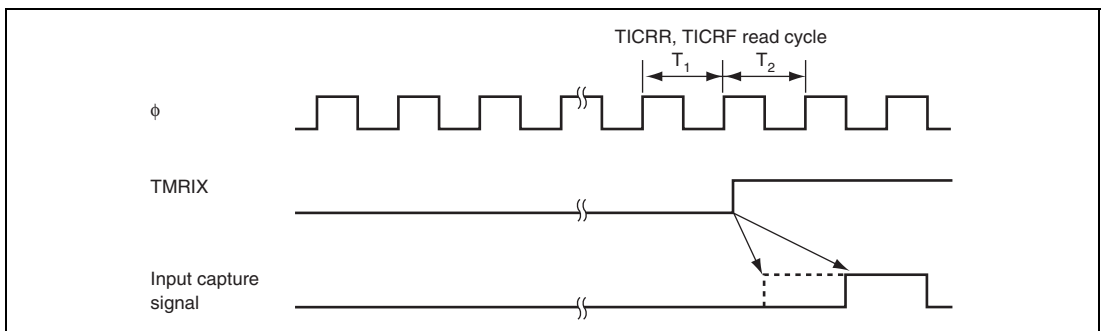 TICRR, TICRF read cycle
T1 T2
φ
TMRIX
Input capture
signal